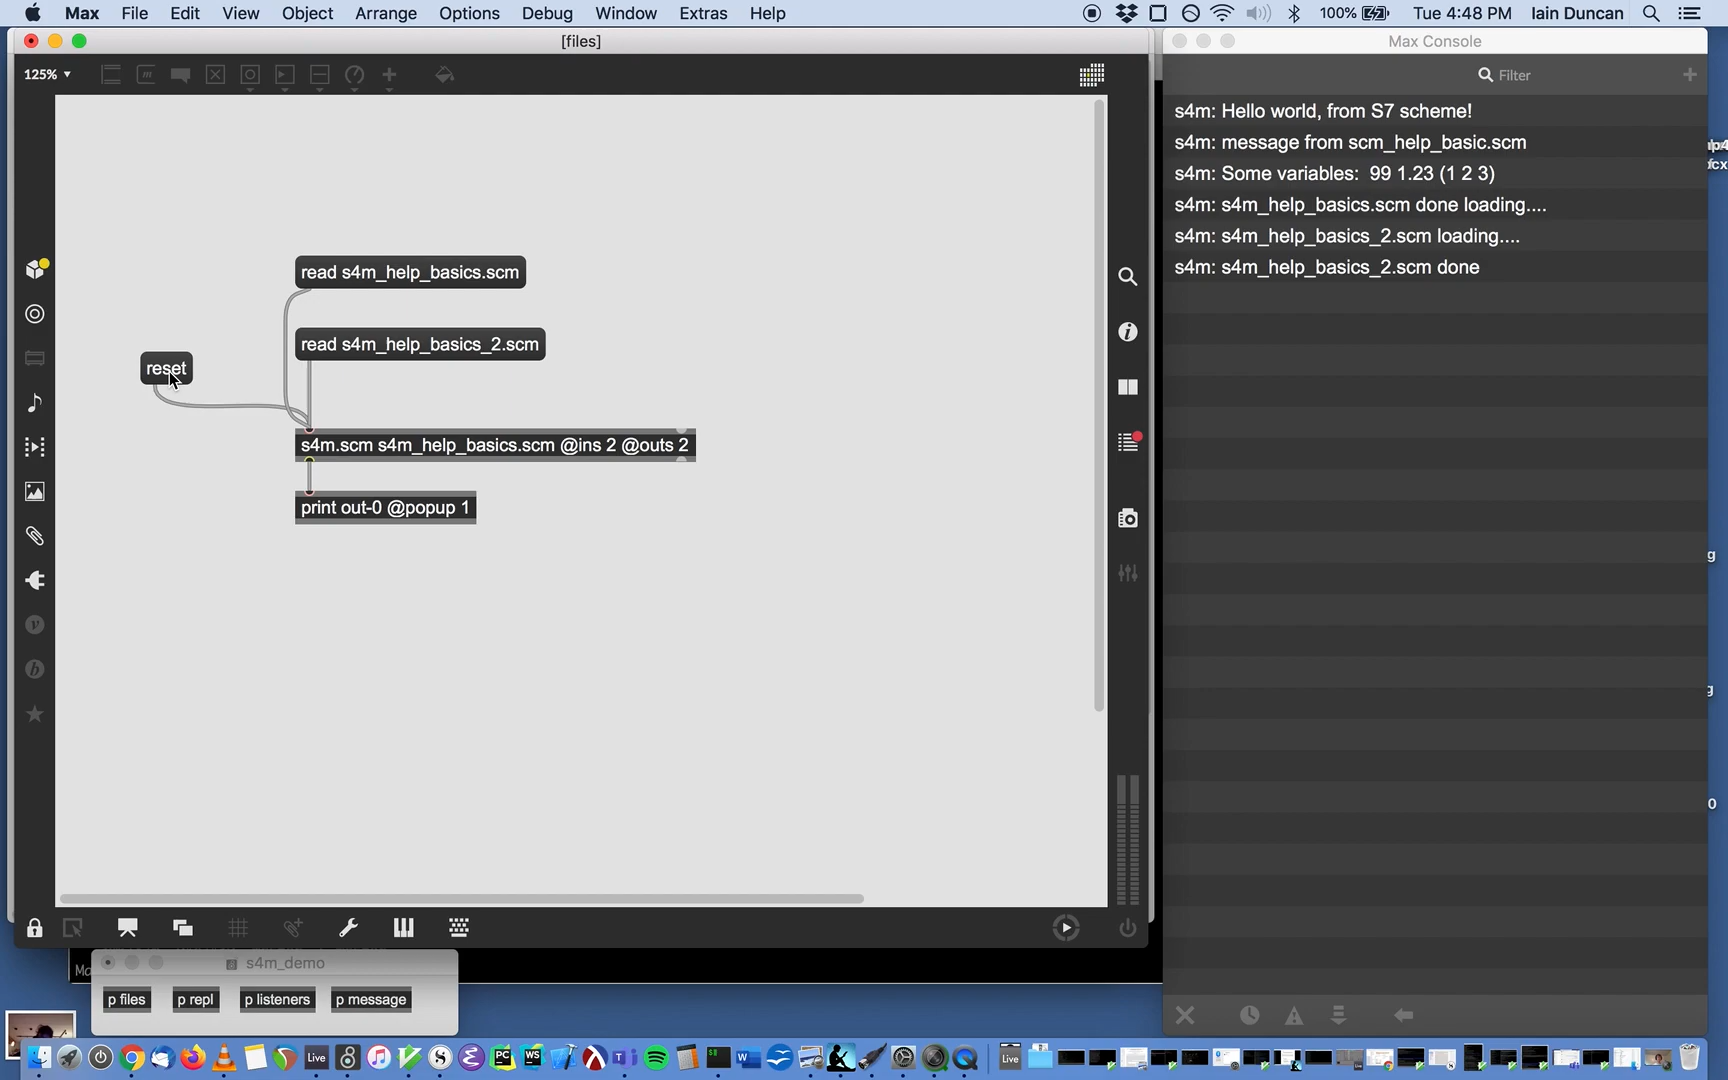 Max File Edit View Object Arrange Options Debug Window Extras Help 100% Tue 4:48 PM Iain Duncan
[files]
Max Console
125%
Filter
s4m: Hello world, from S7 scheme!
s4m: message from scm_help_basic.scm
s4m: Some variables: 99 1.23 (1 2 3)
s4m: s4m_help_basics.scm done loading....
s4m: s4m_help_basics_2.scm loading....
s4m: s4m_help_basics_2.scm done
read s4m_help_basics.scm
read s4m_help_basics_2.scm
reset
s4m.scm s4m_help_basics.scm @ins 2 @outs 2
print out-0 @popup 1
s4m_demo
p files p repl p listeners p message
Live
PC
WS
W
Live